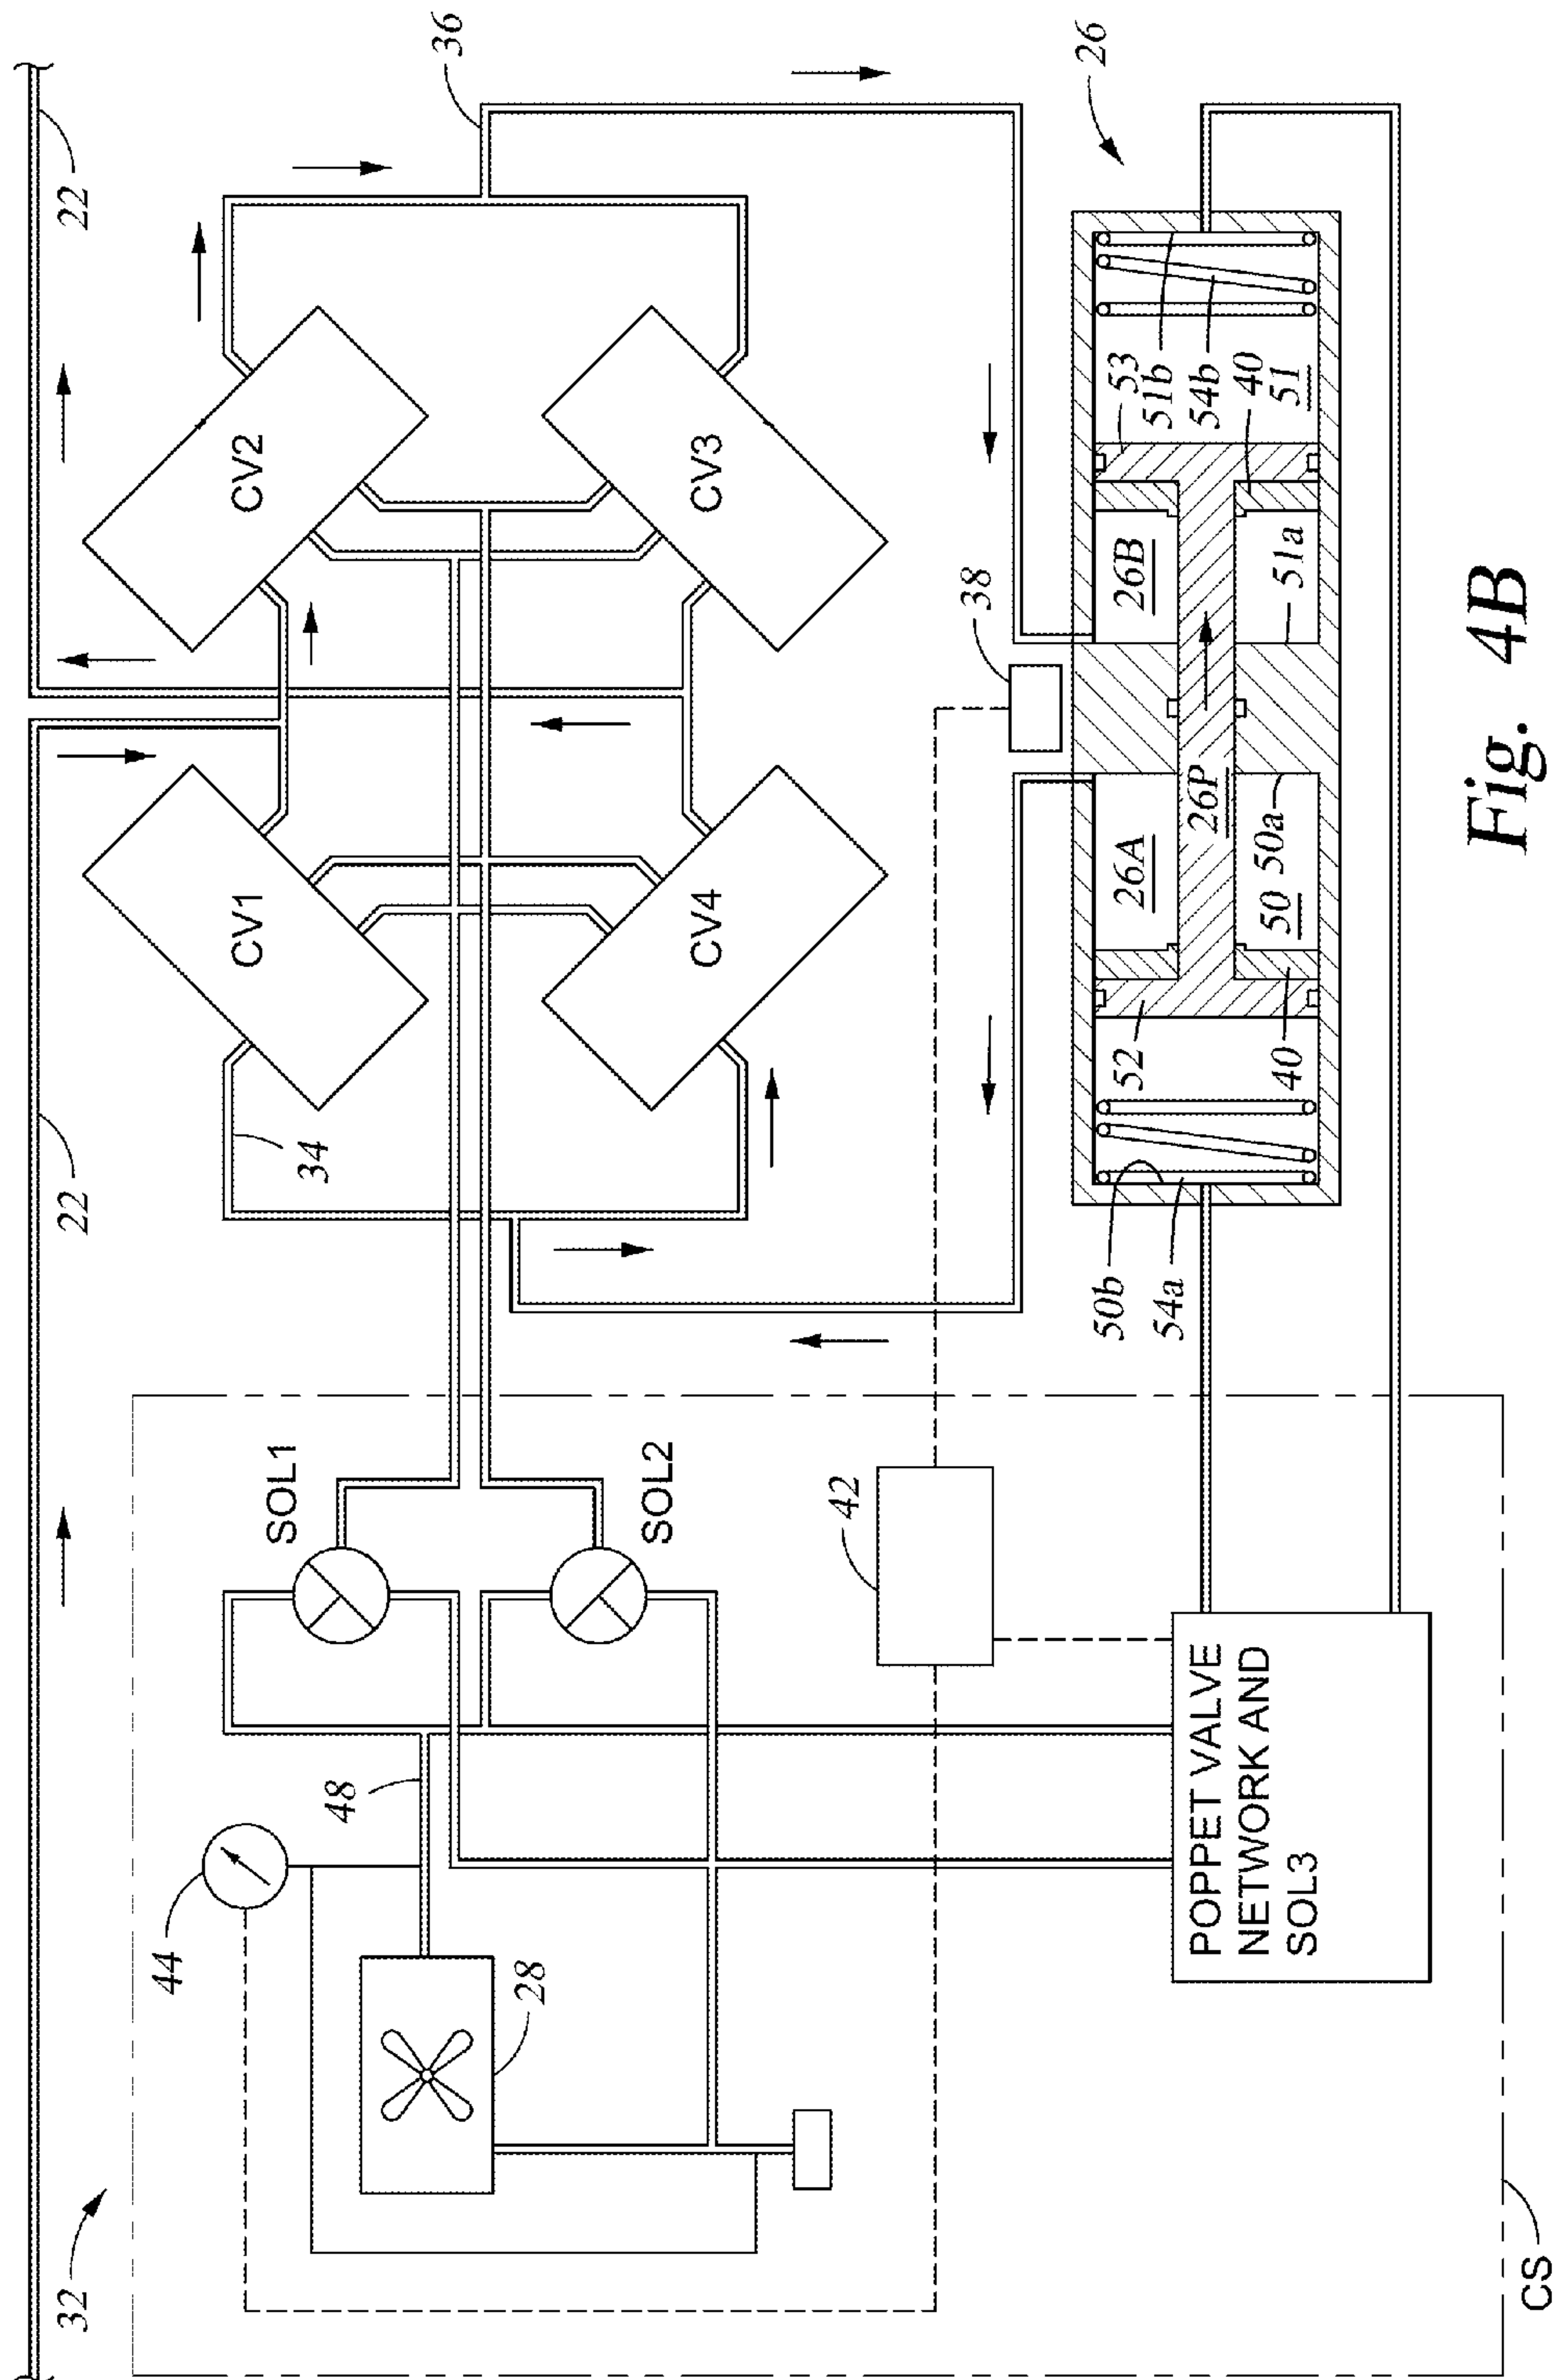 22
22
36
CV1
CV2
34
CV4
CV3
32
44
48
SOL1
SOL2
28
42
38
26
26A
26B
53
51b
54b
40
51
26P
50
50a
51a
52
40
50b
54a
POPPET VALVE
NETWORK AND
SOL3
CS
Fig. 4B